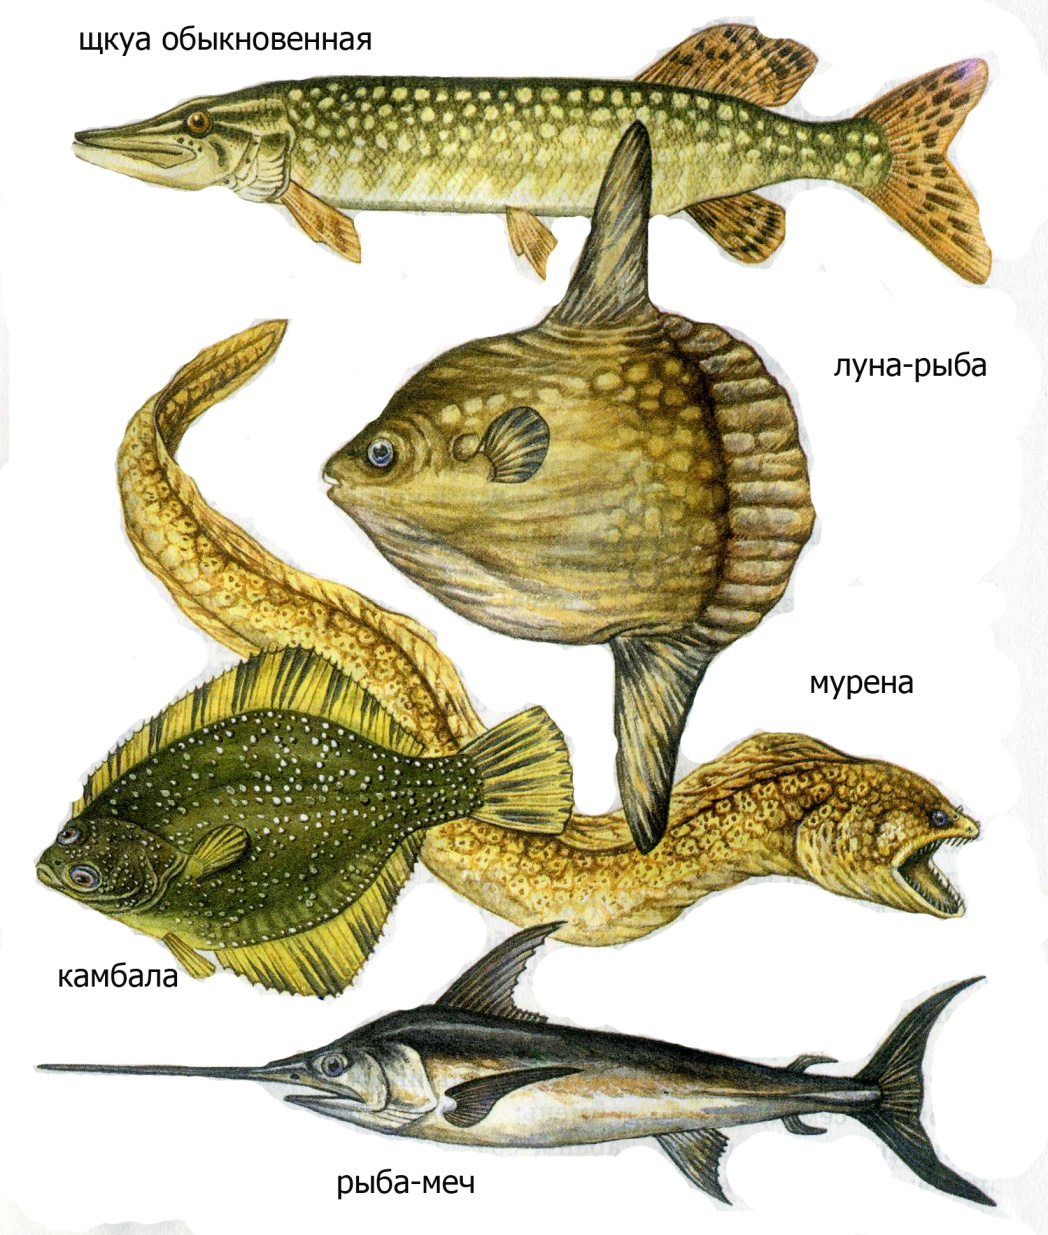 щкуа обыкновенная
луна-рыба
мурена
камбала
рыба-меч